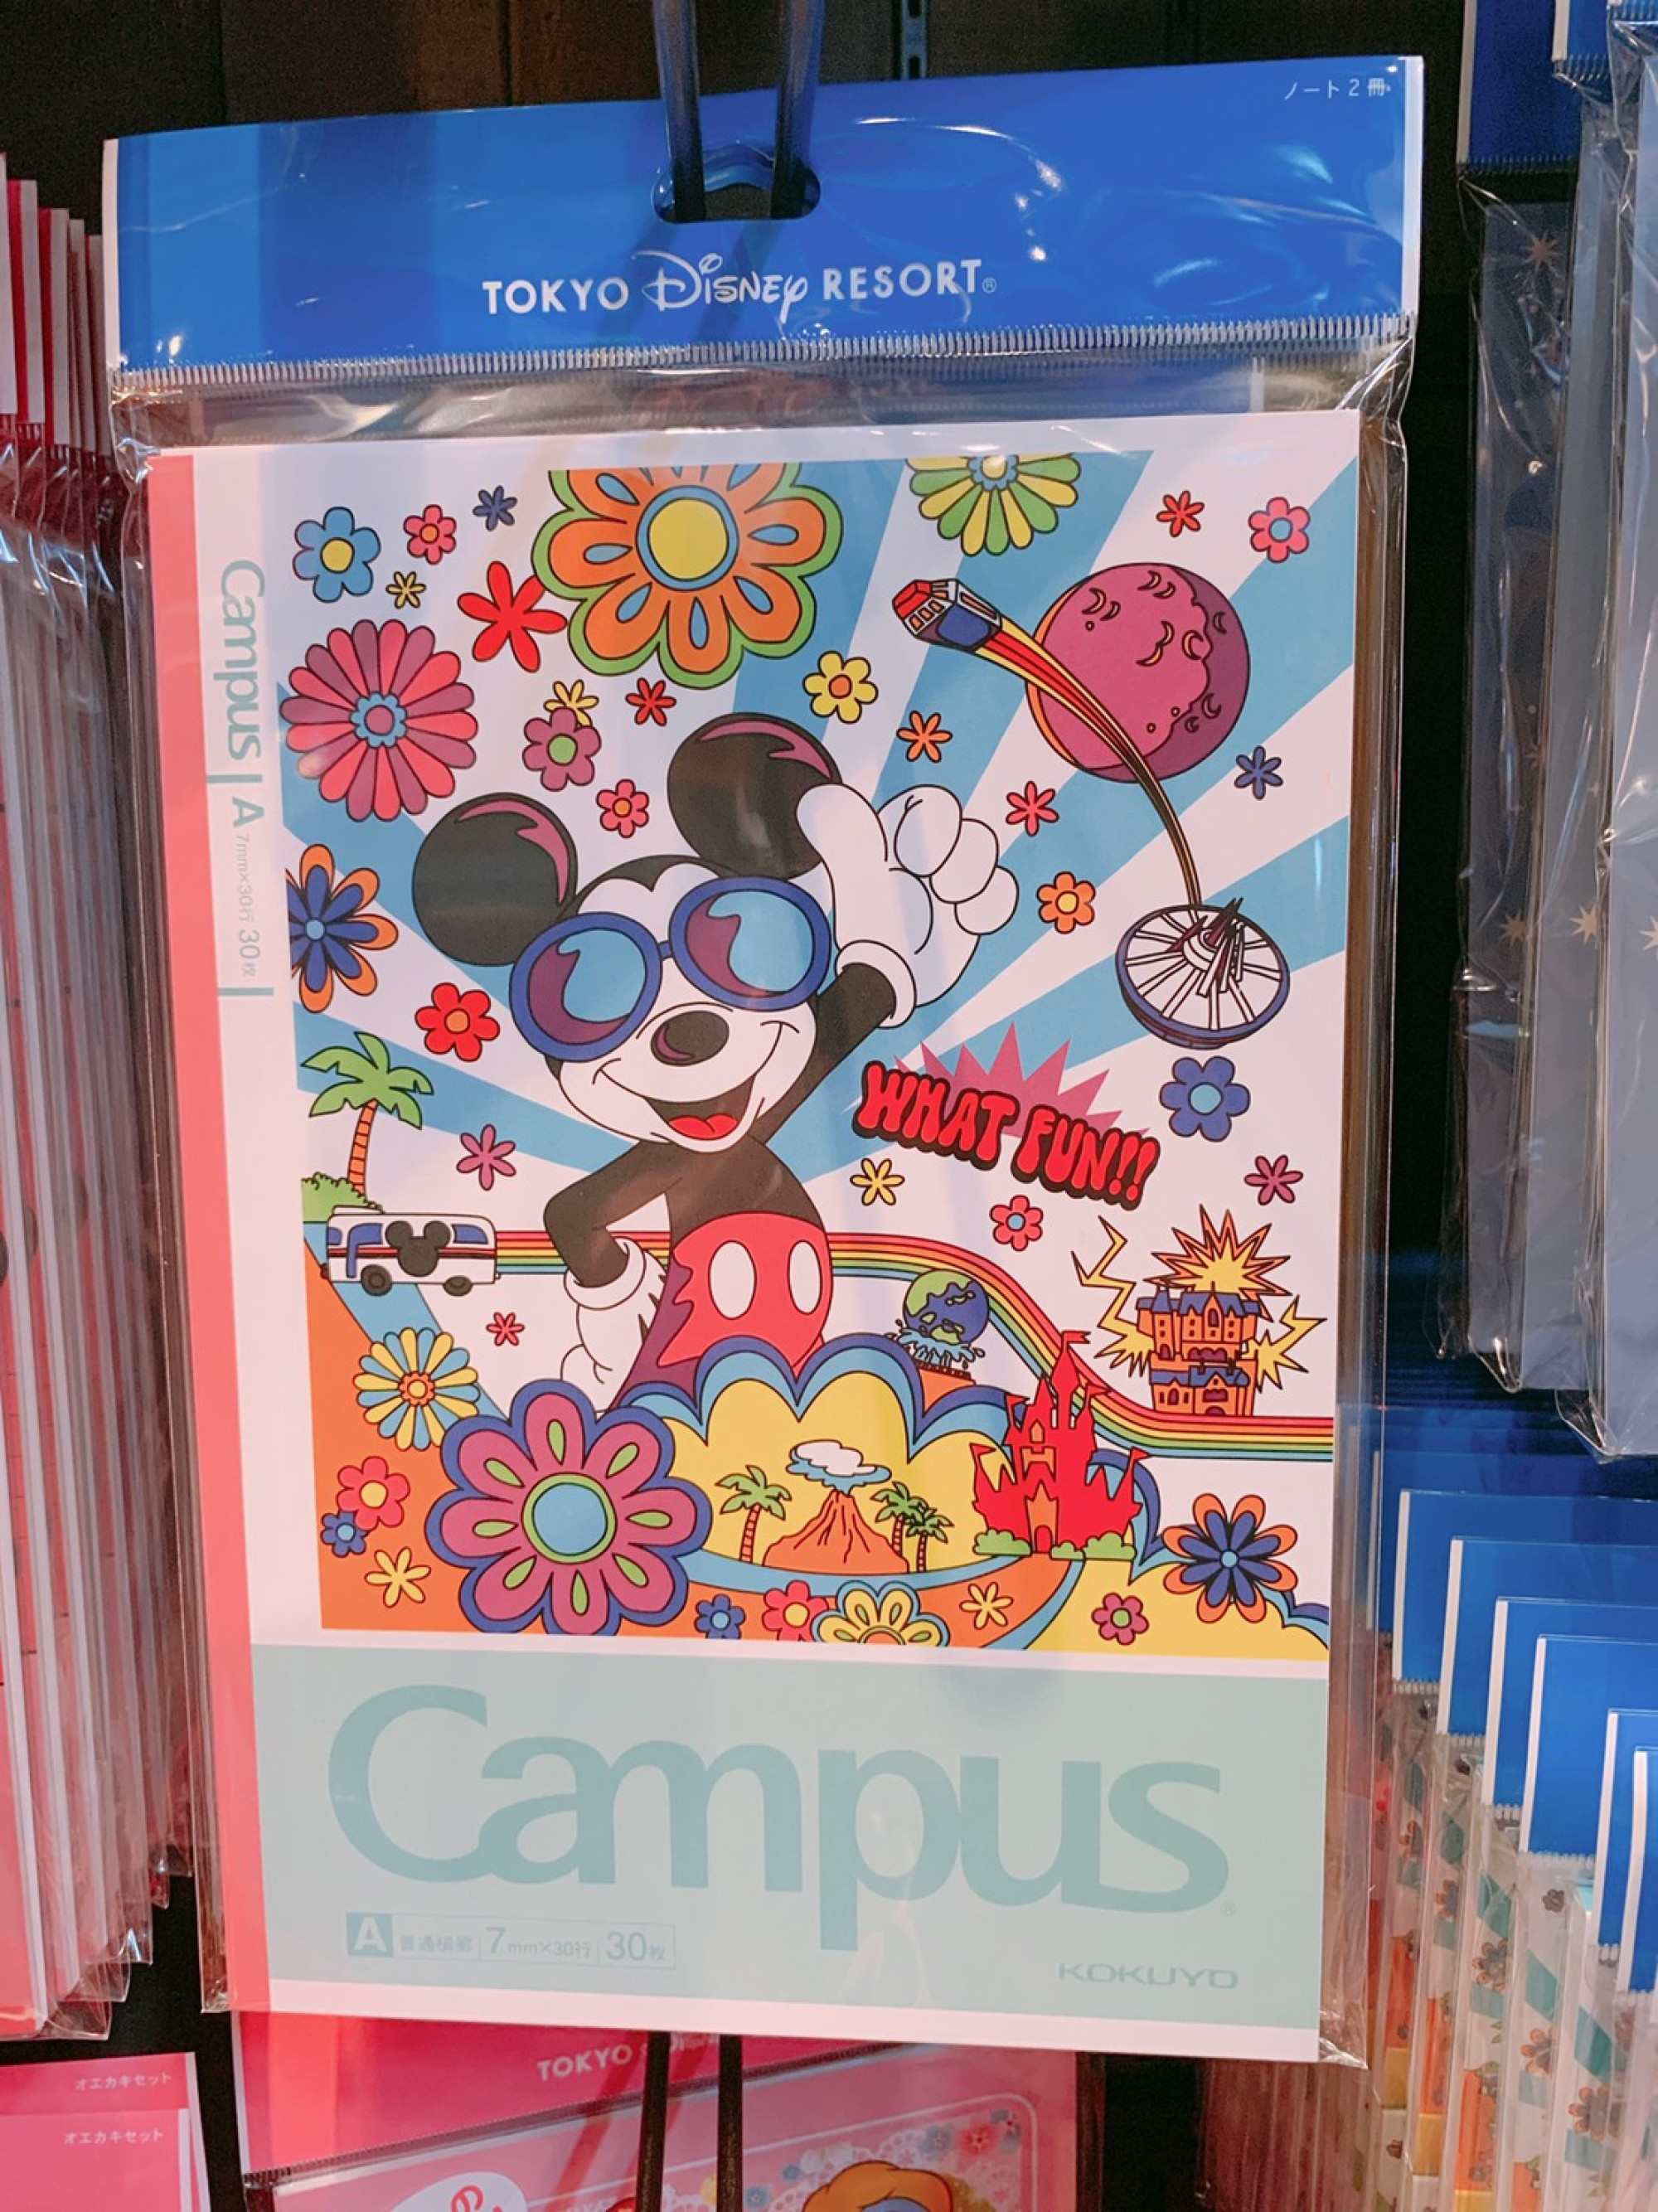 ノート2冊
TOKYO Disney RESORT®
Campus A 7mm×30行 30枚
WHAT FUN!!
Campus®
A 普通横罫 7mm×30行 30枚
KOKUYO
TOKYO
オエカキセット
オエカキセット